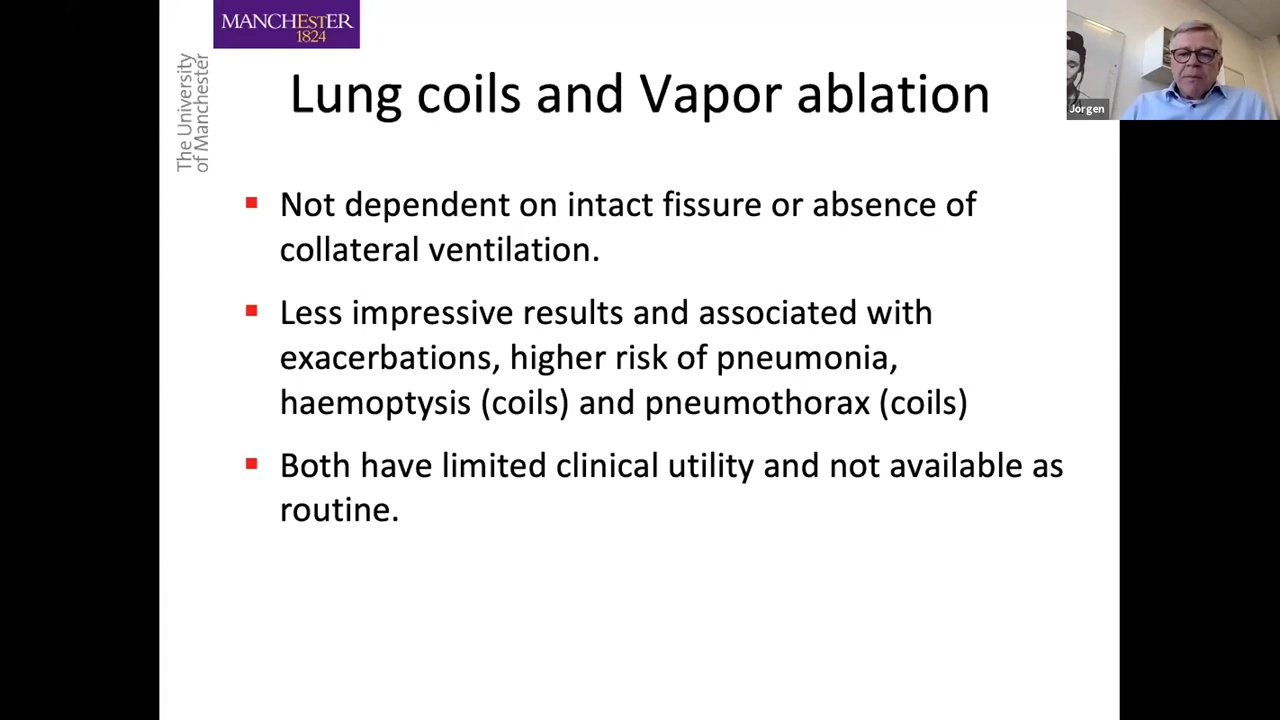 MANCHESTER
1824
The University
of Manchester
Lung coils and Vapor ablation
Jorgen
Not dependent on intact fissure or absence of
collateral ventilation.
Less impressive results and associated with
exacerbations, higher risk of pneumonia,
haemoptysis (coils) and pneumothorax (coils)
Both have limited clinical utility and not available as
routine.